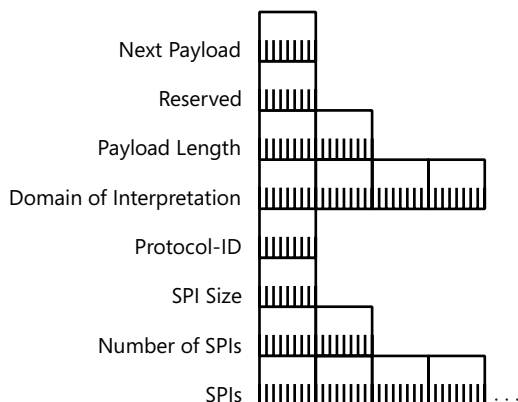 Next Payload
Reserved
Payload Length
Domain of Interpretation
Protocol-ID
SPI Size
Number of SPIs
SPIs ...